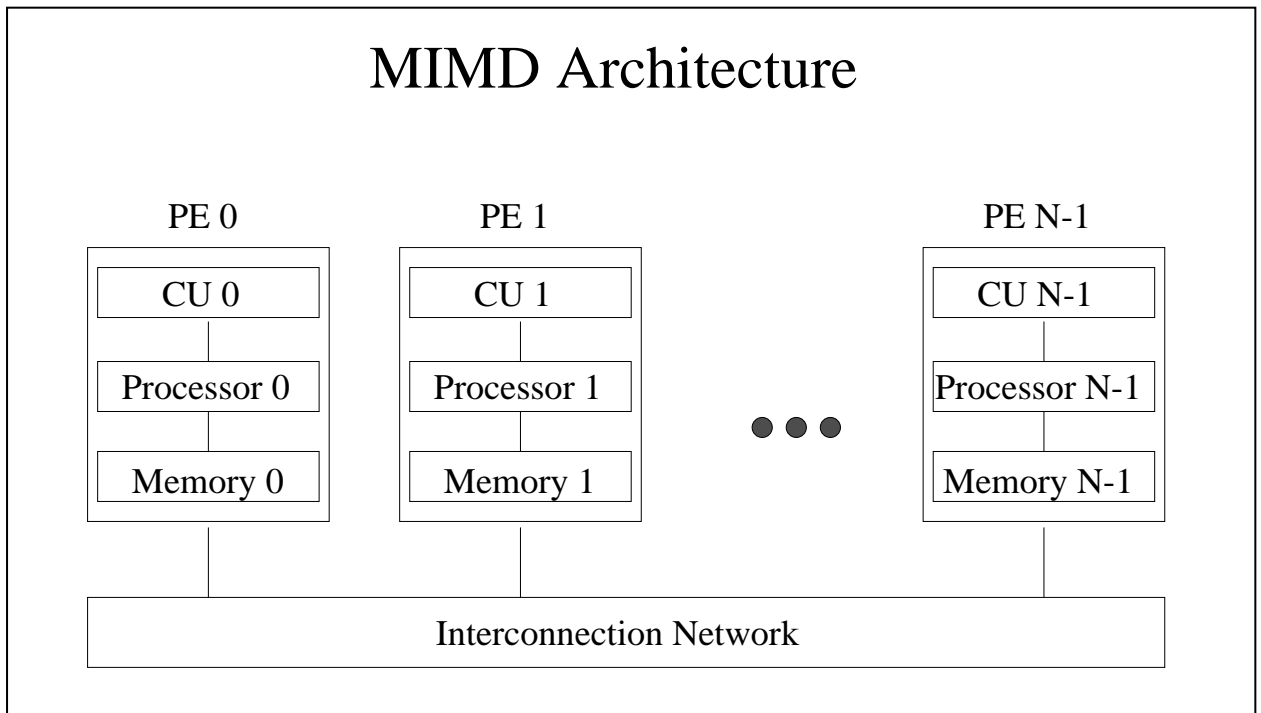 MIMD Architecture
PE 0
PE 1
PE N-1
CU 0
CU 1
CU N-1
Processor 0
Processor 1
Processor N-1
Memory 0
Memory 1
Memory N-1
Interconnection Network